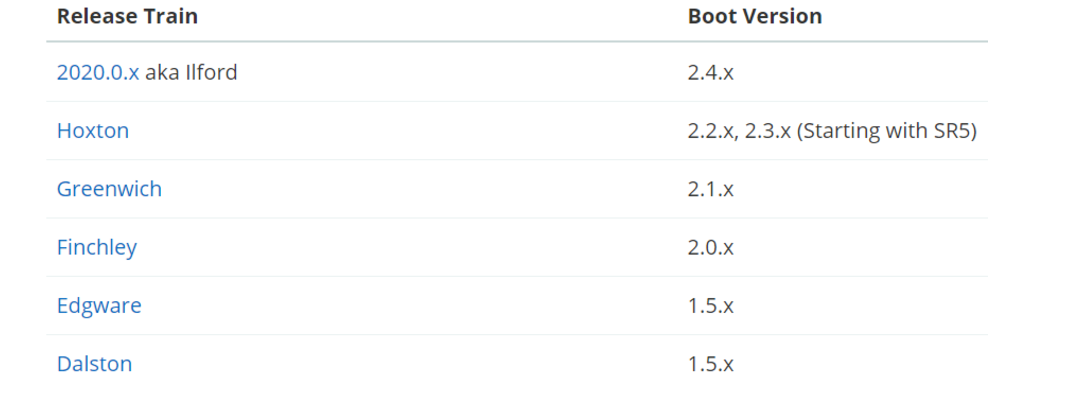 Release Train Boot Version
2020.0.x aka Ilford 2.4.x
Hoxton 2.2.x, 2.3.x (Starting with SR5)
Greenwich 2.1.x
Finchley 2.0.x
Edgware 1.5.x
Dalston 1.5.x